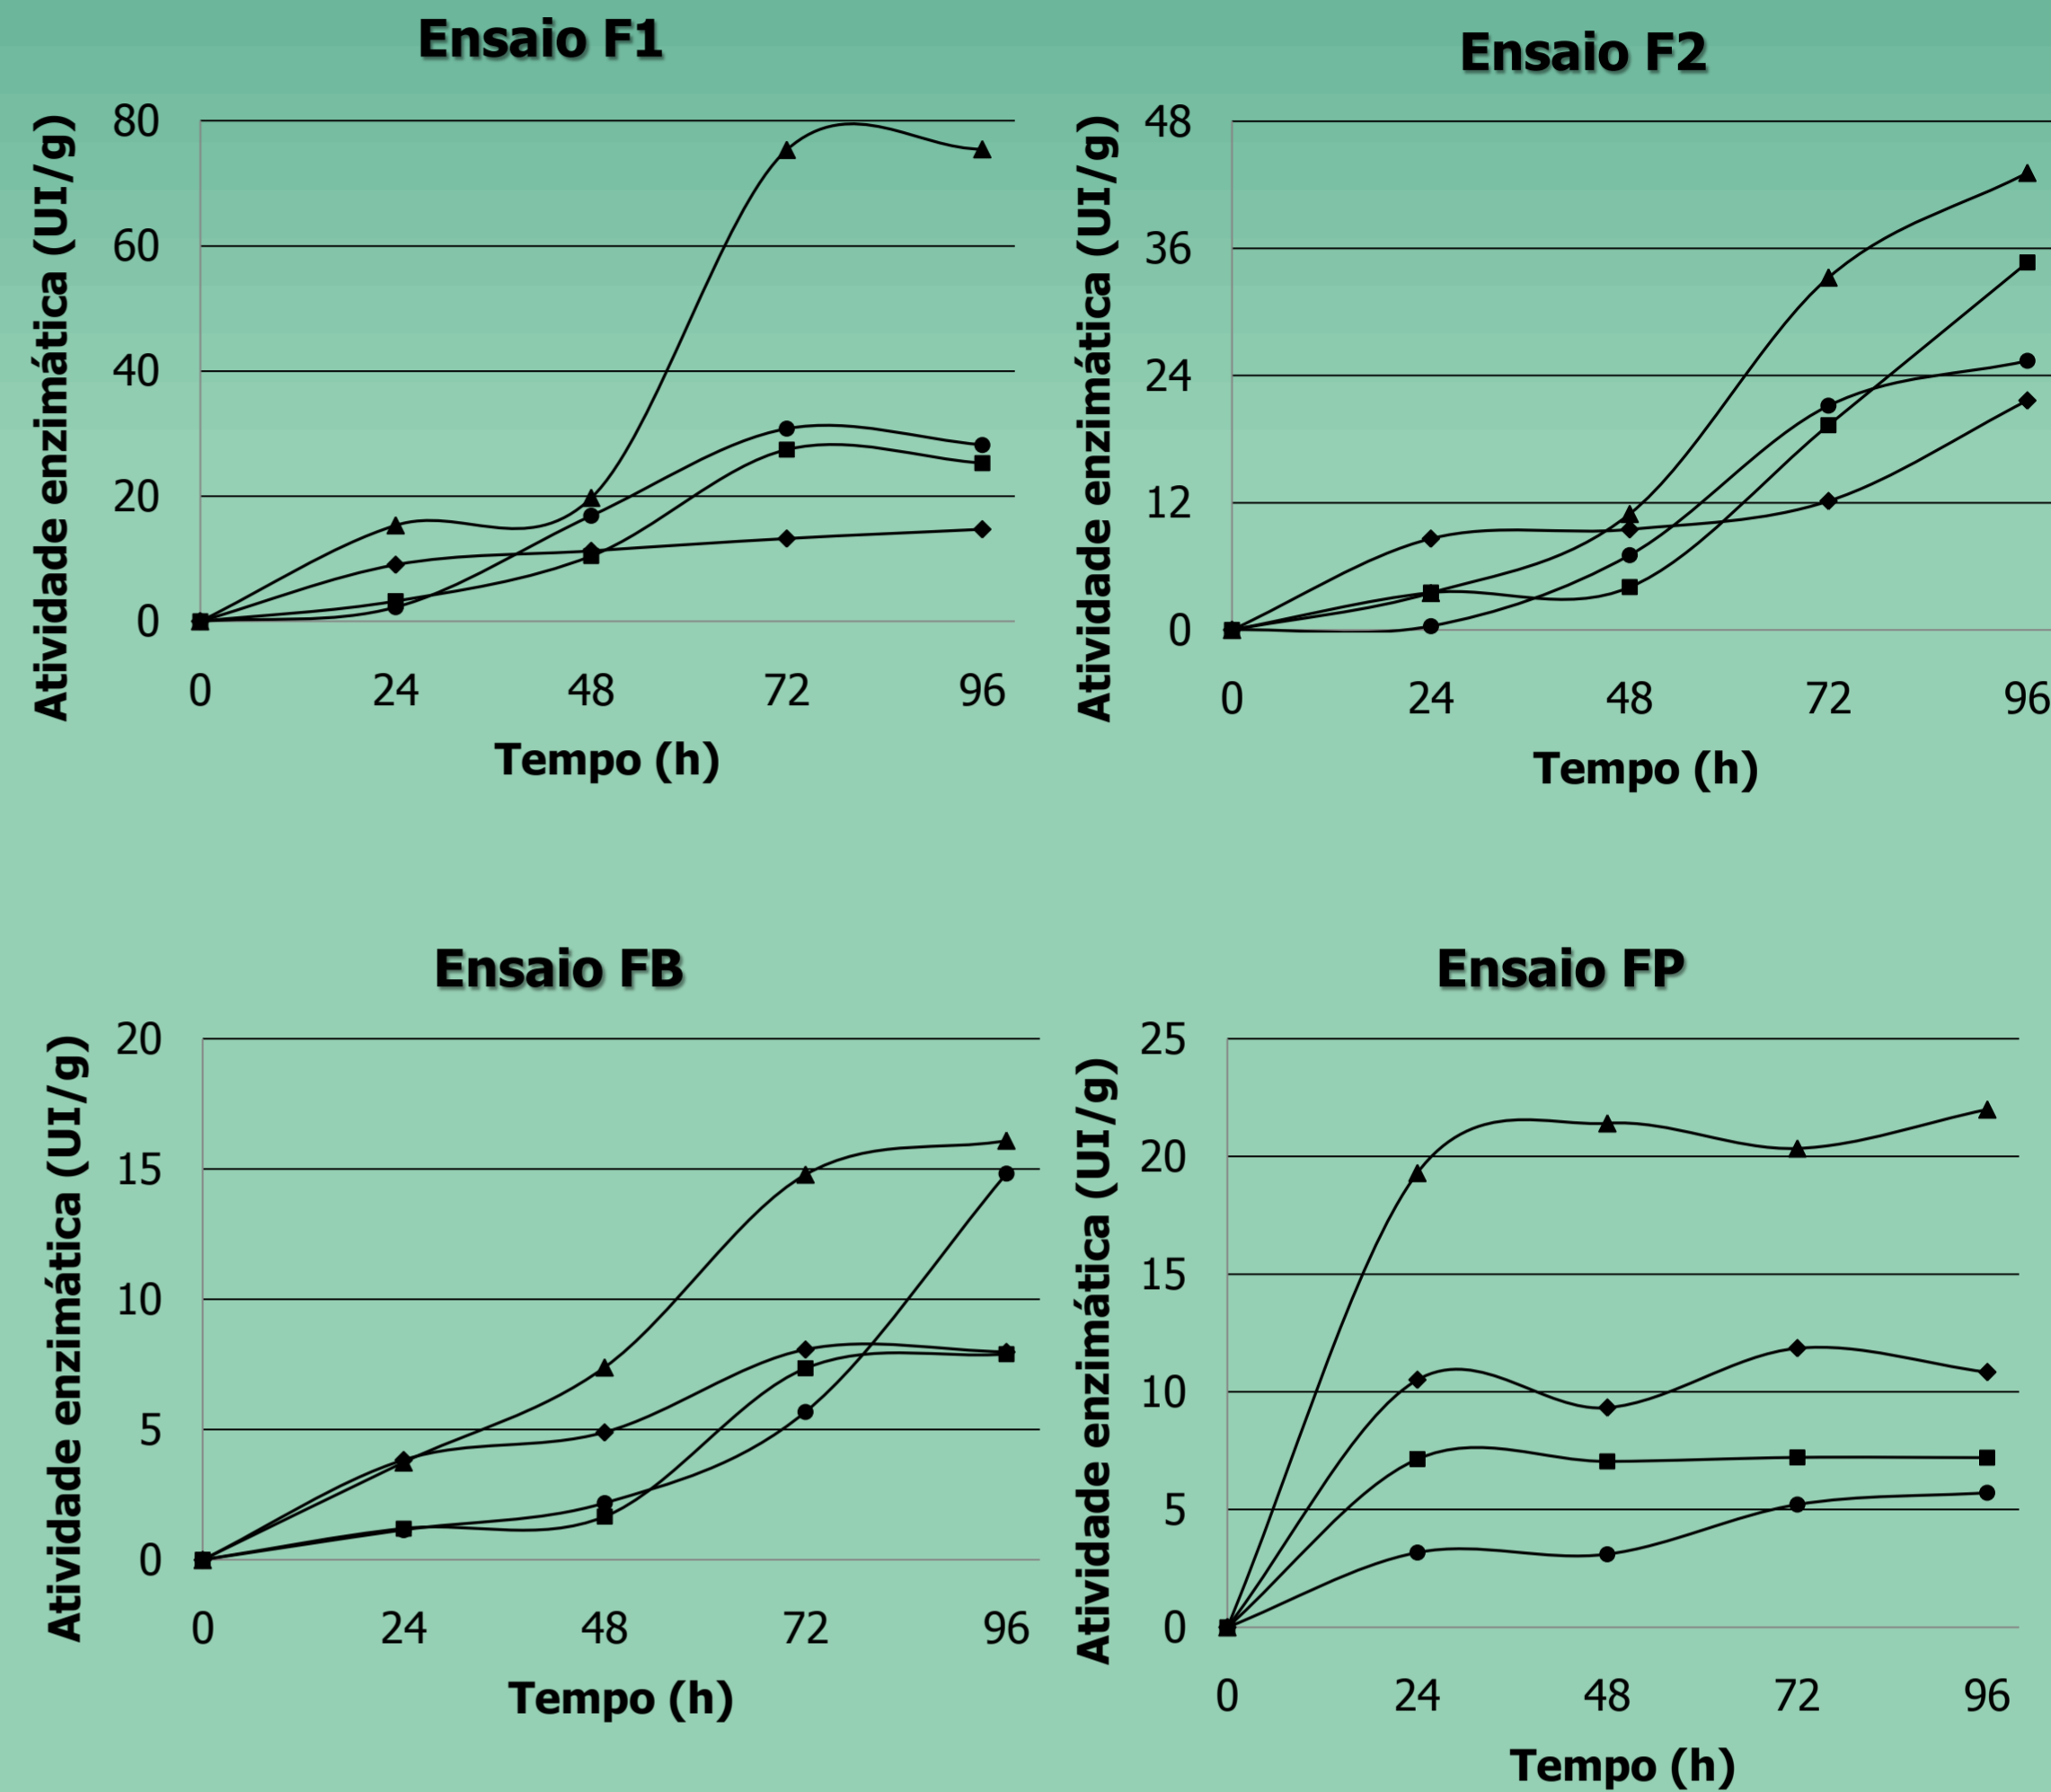 Ensaio F1
Atividade enzimática (UI/g)
80
60
40
20
0
0 24 48 72 96
Tempo (h)
Ensaio F2
Atividade enzimática (UI/g)
48
36
24
12
0
0 24 48 72 96
Tempo (h)
Ensaio FB
Atividade enzimática (UI/g)
20
15
10
5
0
0 24 48 72 96
Tempo (h)
Ensaio FP
Atividade enzimática (UI/g)
25
20
15
10
5
0
0 24 48 72 96
Tempo (h)